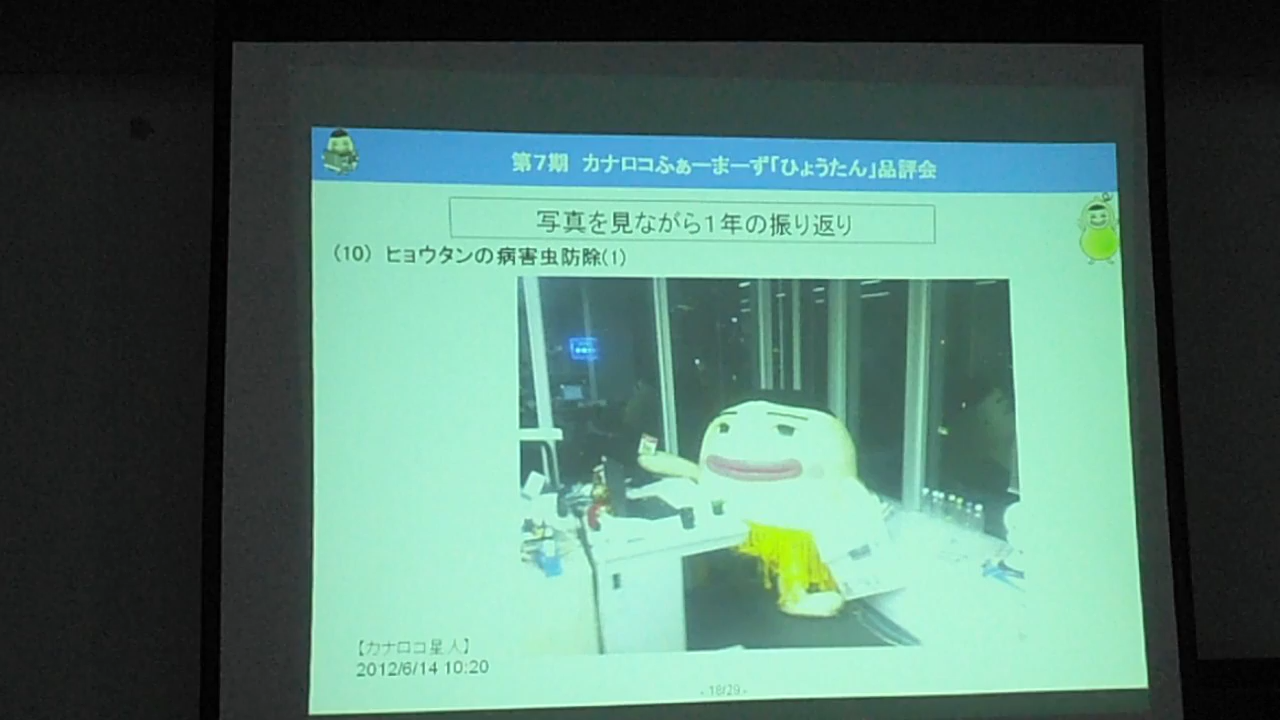 第7期 カナロコふぁーまーず「ひょうたん」品評会
写真を見ながら1年の振り返り
(10) ヒョウタンの病害虫防除(1)
【カナロコ星人】
2012/6/14 10:20
- 18/29 -